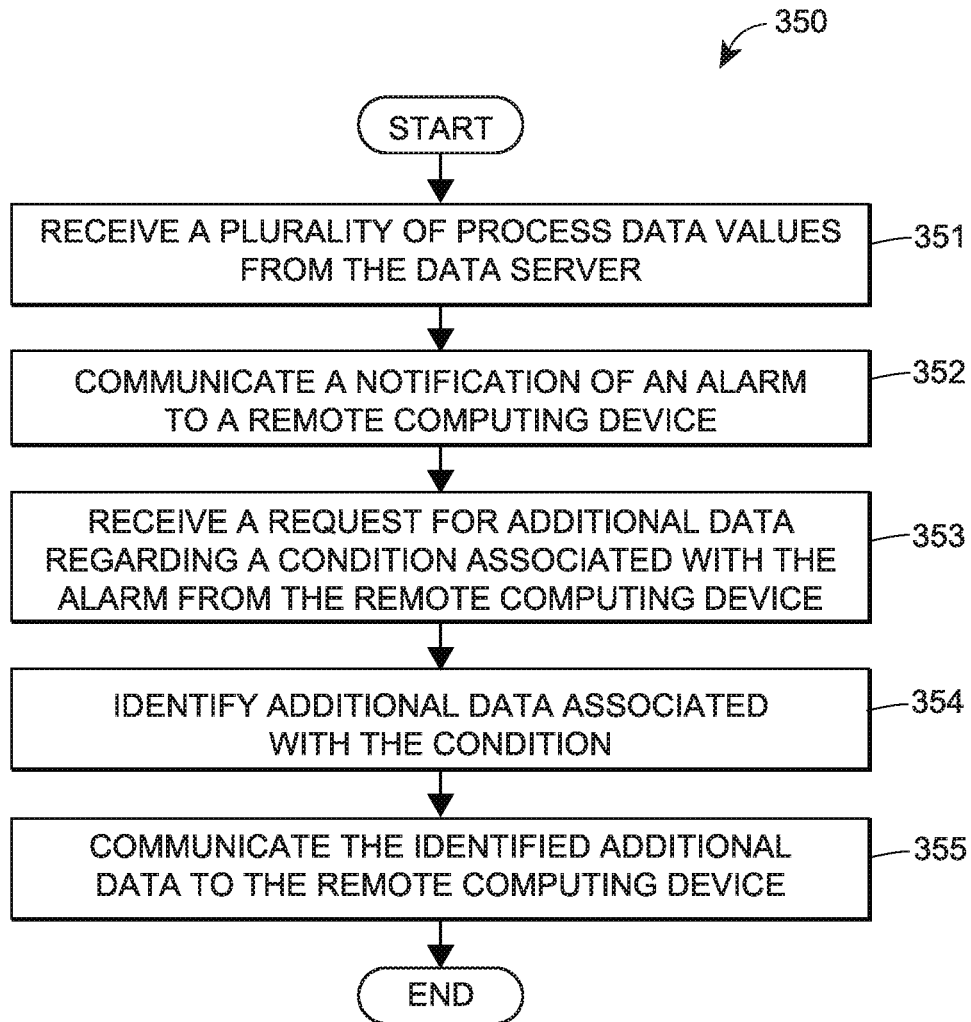 350
START
RECEIVE A PLURALITY OF PROCESS DATA VALUES
FROM THE DATA SERVER
351
COMMUNICATE A NOTIFICATION OF AN ALARM
TO A REMOTE COMPUTING DEVICE
352
RECEIVE A REQUEST FOR ADDITIONAL DATA
REGARDING A CONDITION ASSOCIATED WITH THE
ALARM FROM THE REMOTE COMPUTING DEVICE
353
IDENTIFY ADDITIONAL DATA ASSOCIATED
WITH THE CONDITION
354
COMMUNICATE THE IDENTIFIED ADDITIONAL
DATA TO THE REMOTE COMPUTING DEVICE
355
END